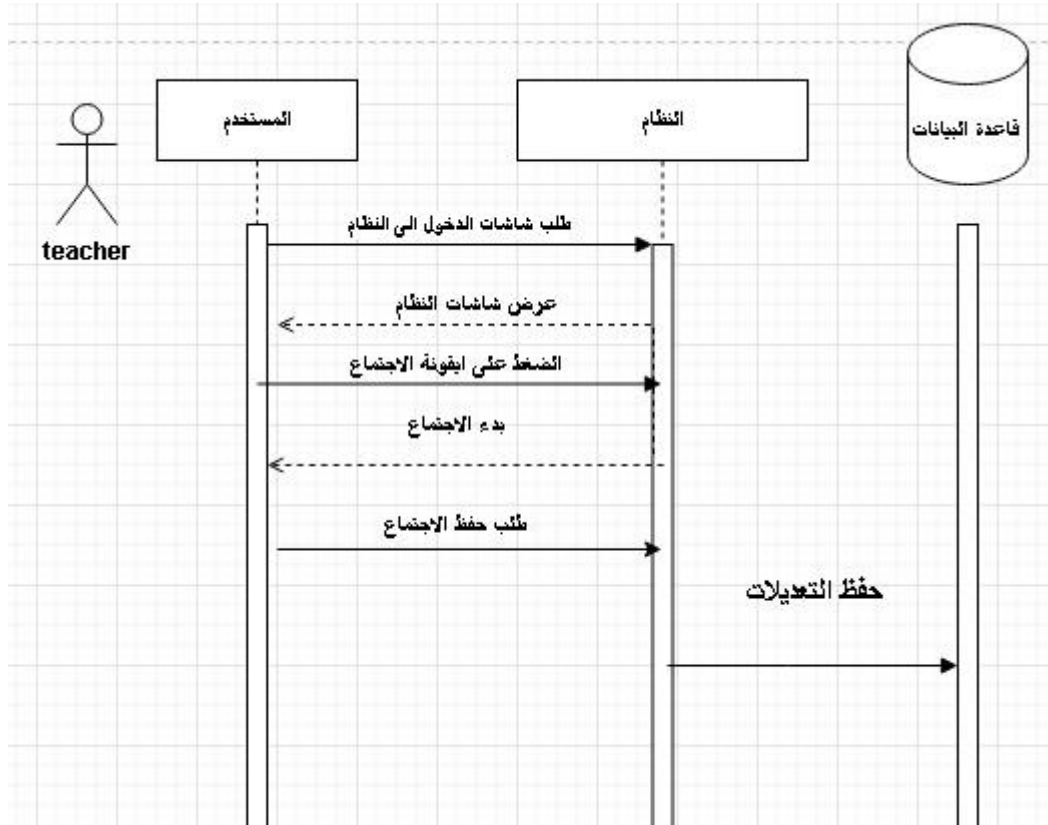 المستخدم
النظام
قاعدة البيانات
teacher
طلب شاشات الدخول الى النظام
عرض شاشات النظام
الضغط على ايقونة الاجتماع
بدء الاجتماع
طلب حفظ الاجتماع
حفظ التعديلات